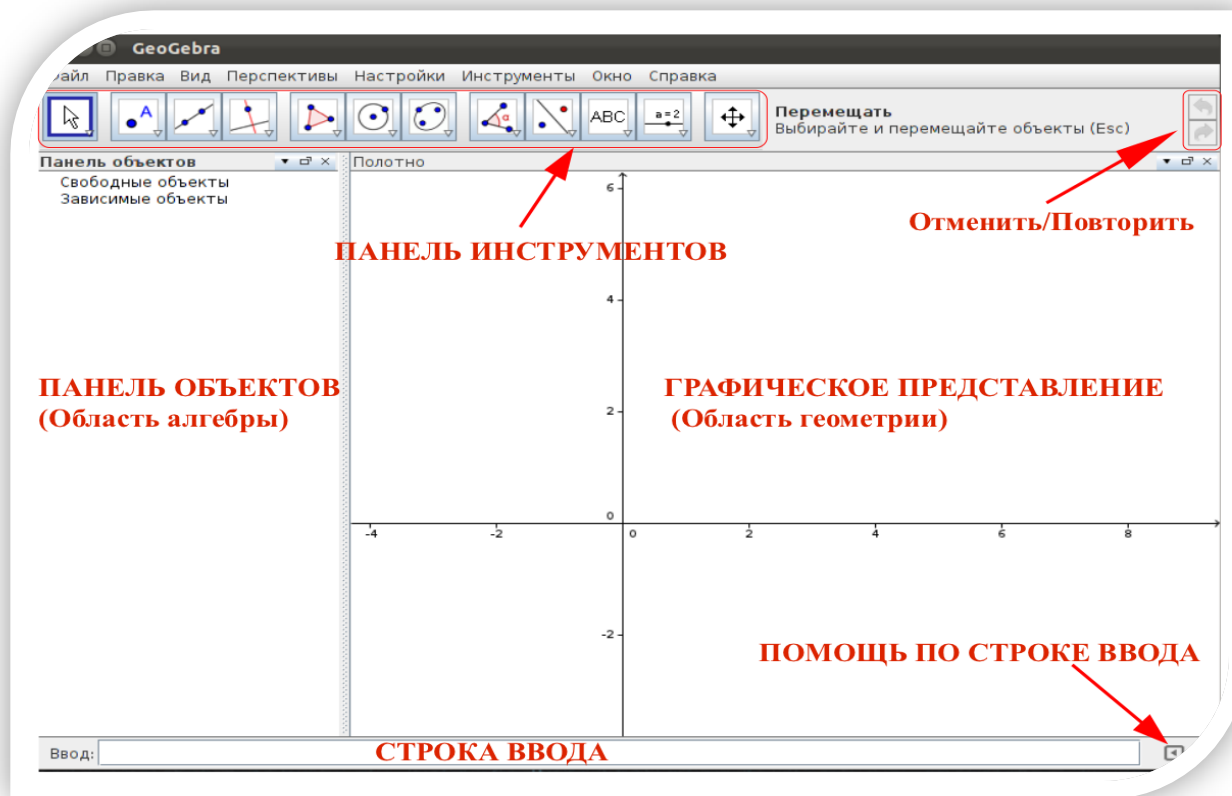 GeoGebra
айл Правка Вид Перспективы Настройки Инструменты Окно Справка
A
α
ABC
a=2
Перемещать
Выбирайте и перемещайте объекты (Esc)
Панель объектов
Полотно
Свободные объекты
Зависимые объекты
Отменить/Повторить
ПАНЕЛЬ ИНСТРУМЕНТОВ
6
4
ПАНЕЛЬ ОБЪЕКТОВ
(Область алгебры)
ГРАФИЧЕСКОЕ ПРЕДСТАВЛЕНИЕ
(Область геометрии)
2
0
-4 -2 0 2 4 6 8
-2
ПОМОЩЬ ПО СТРОКЕ ВВОДА
Ввод:
СТРОКА ВВОДА